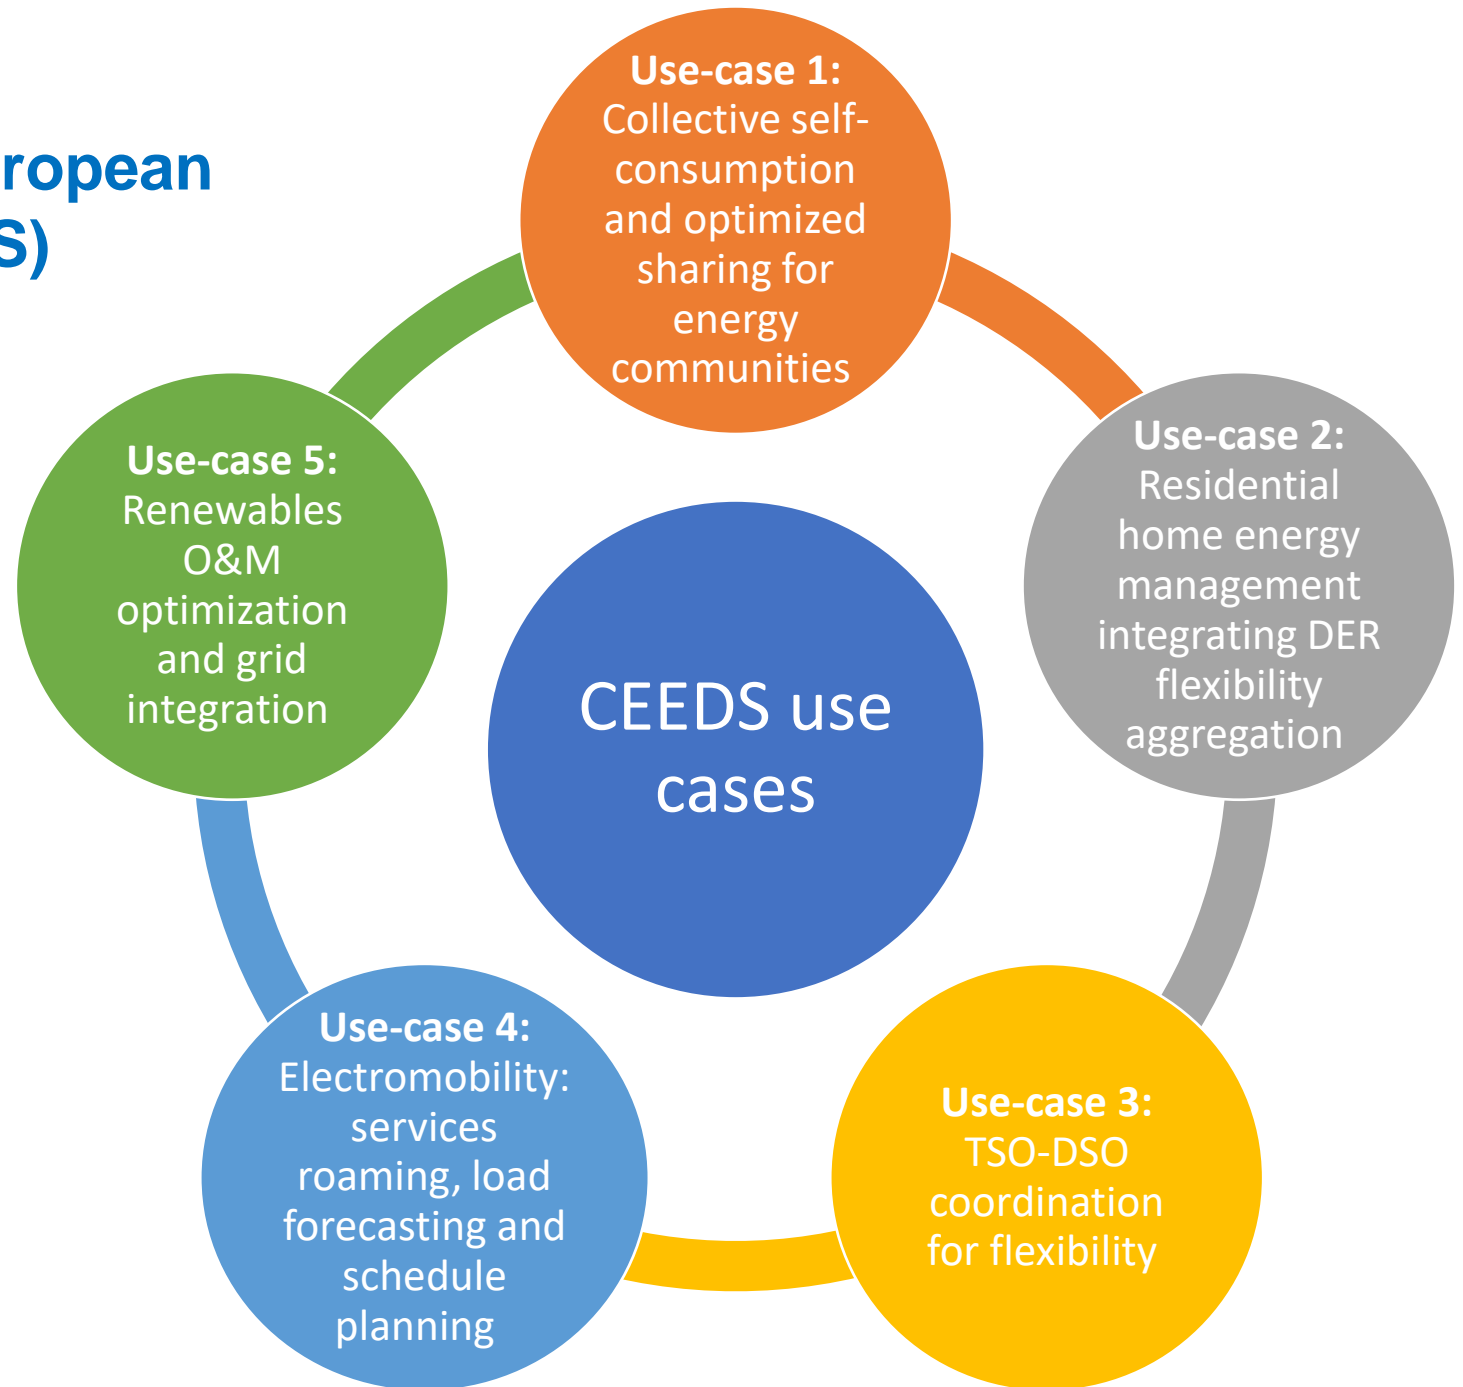 ropean
S)
Use-case 1:
Collective self-
consumption
and optimized
sharing for
energy
communities
Use-case 2:
Residential
home energy
management
integrating DER
flexibility
aggregation
Use-case 3:
TSO-DSO
coordination
for flexibility
Use-case 4:
Electromobility:
services
roaming, load
forecasting and
schedule
planning
Use-case 5:
Renewables
O&M
optimization
and grid
integration
CEEDS use
cases